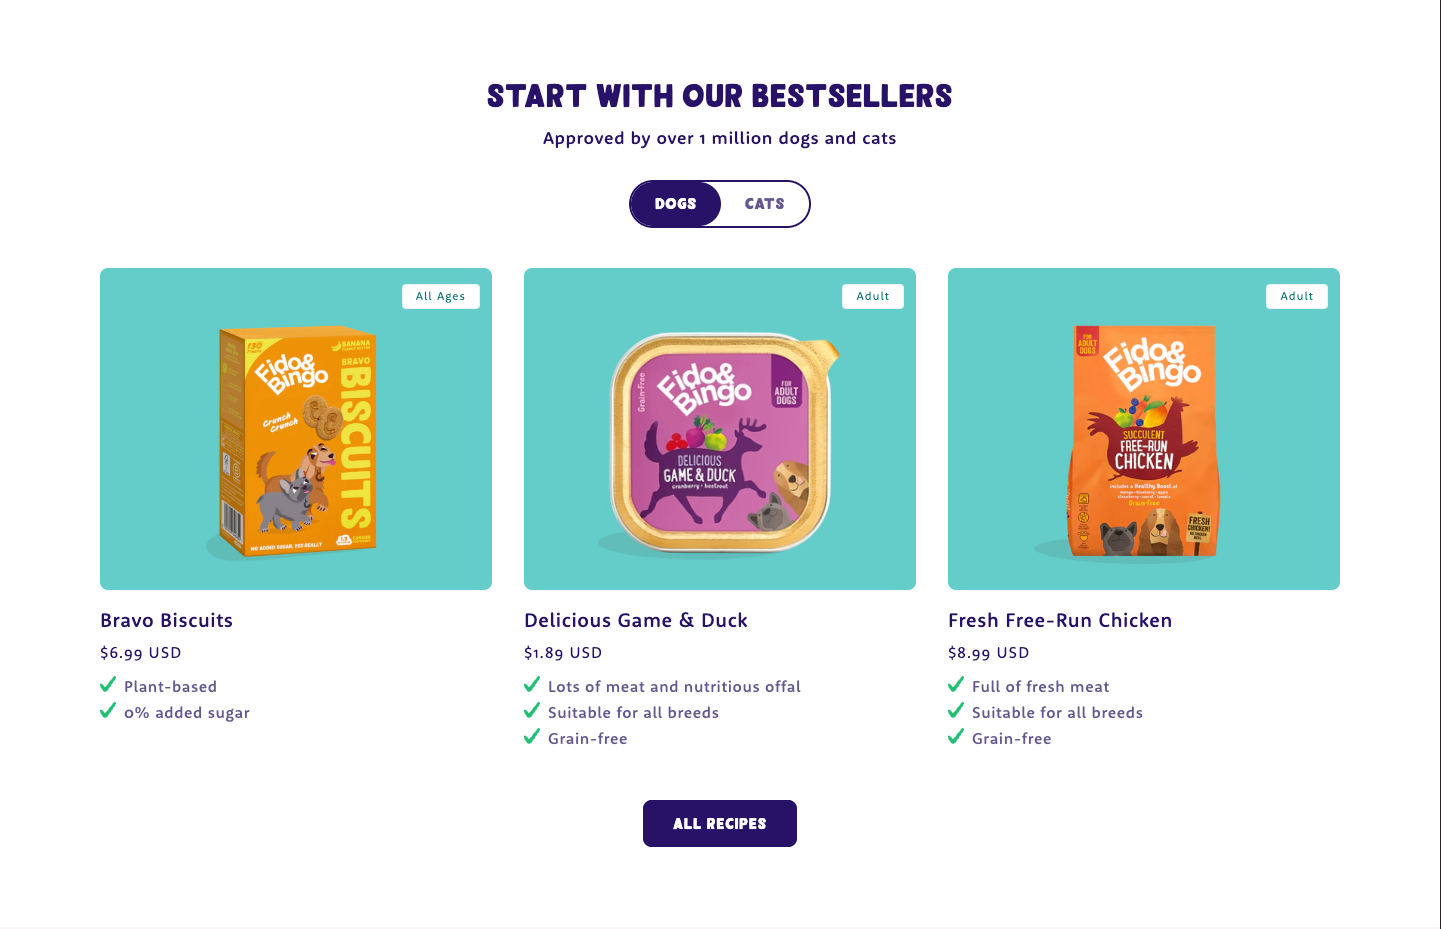 START WITH OUR BESTSELLERS
Approved by over 1 million dogs and cats
DOGS
CATS
All Ages
130
BANANA
Fido&
Bingo
BRAVO
BISCUITS
Crunch
Crunch
NO ADDED SUGAR. YES REALLY
Adult
Grain-Free
Fido&
Bingo
FOR
ADULT
DOGS
DELICIOUS
GAME & DUCK
cranberry + beetroot
Adult
FOR
ADULT
DOGS
Fido&
Bingo
SUCCULENT
FREE-RUN
CHICKEN
includes a Healthy Boost of
Grain-Free
FRESH
CHICKEN!
Bravo Biscuits
$6.99 USD
Plant-based
0% added sugar
Delicious Game & Duck
$1.89 USD
Lots of meat and nutritious offal
Suitable for all breeds
Grain-free
Fresh Free-Run Chicken
$8.99 USD
Full of fresh meat
Suitable for all breeds
Grain-free
ALL RECIPES